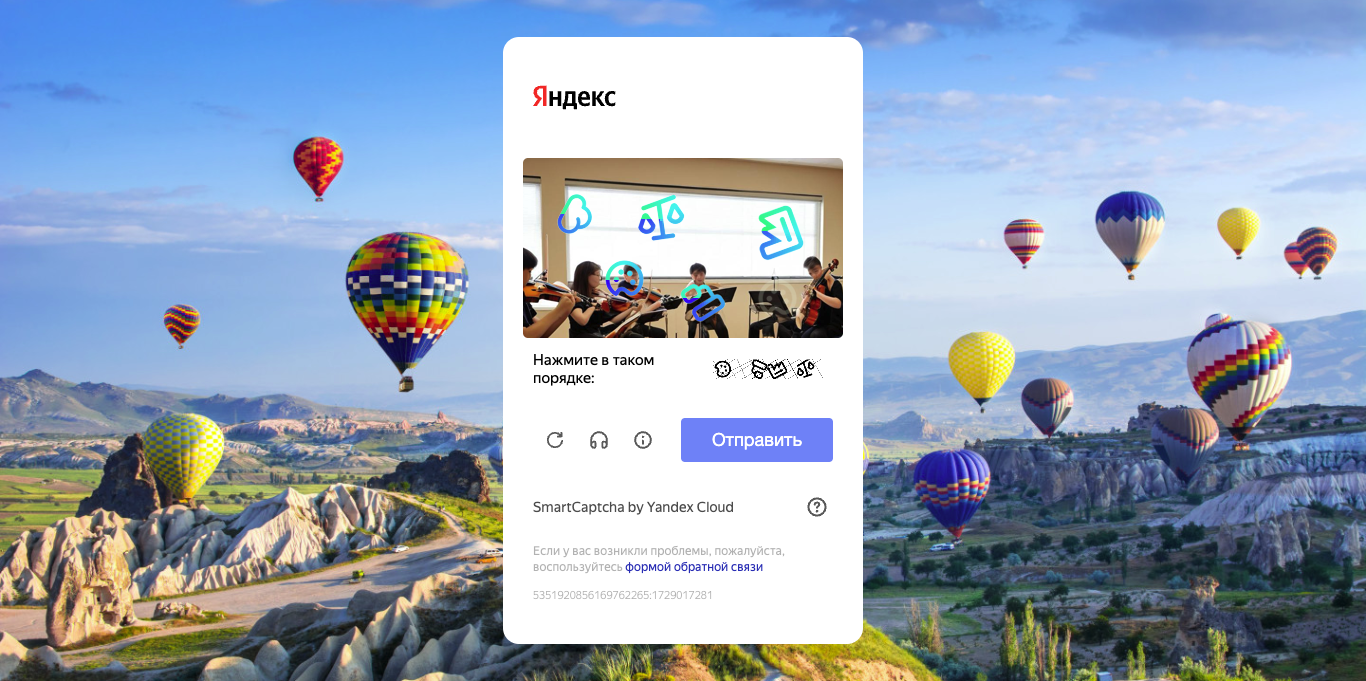 Яндекс
Нажмите в таком
порядке:
Отправить
SmartCaptcha by Yandex Cloud
Если у вас возникли проблемы, пожалуйста,
воспользуйтесь формой обратной связи
5351920856169762265:1729017281